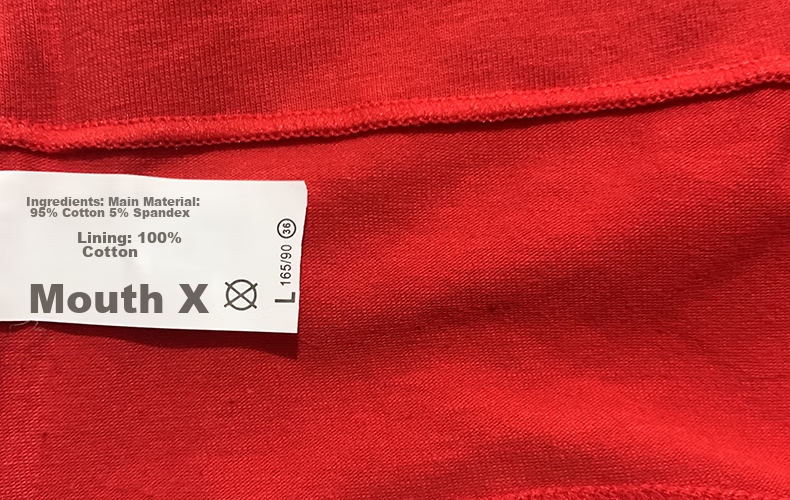 Ingredients: Main Material:
95% Cotton 5% Spandex
Lining: 100%
Cotton
Mouth X
L 165/90 36